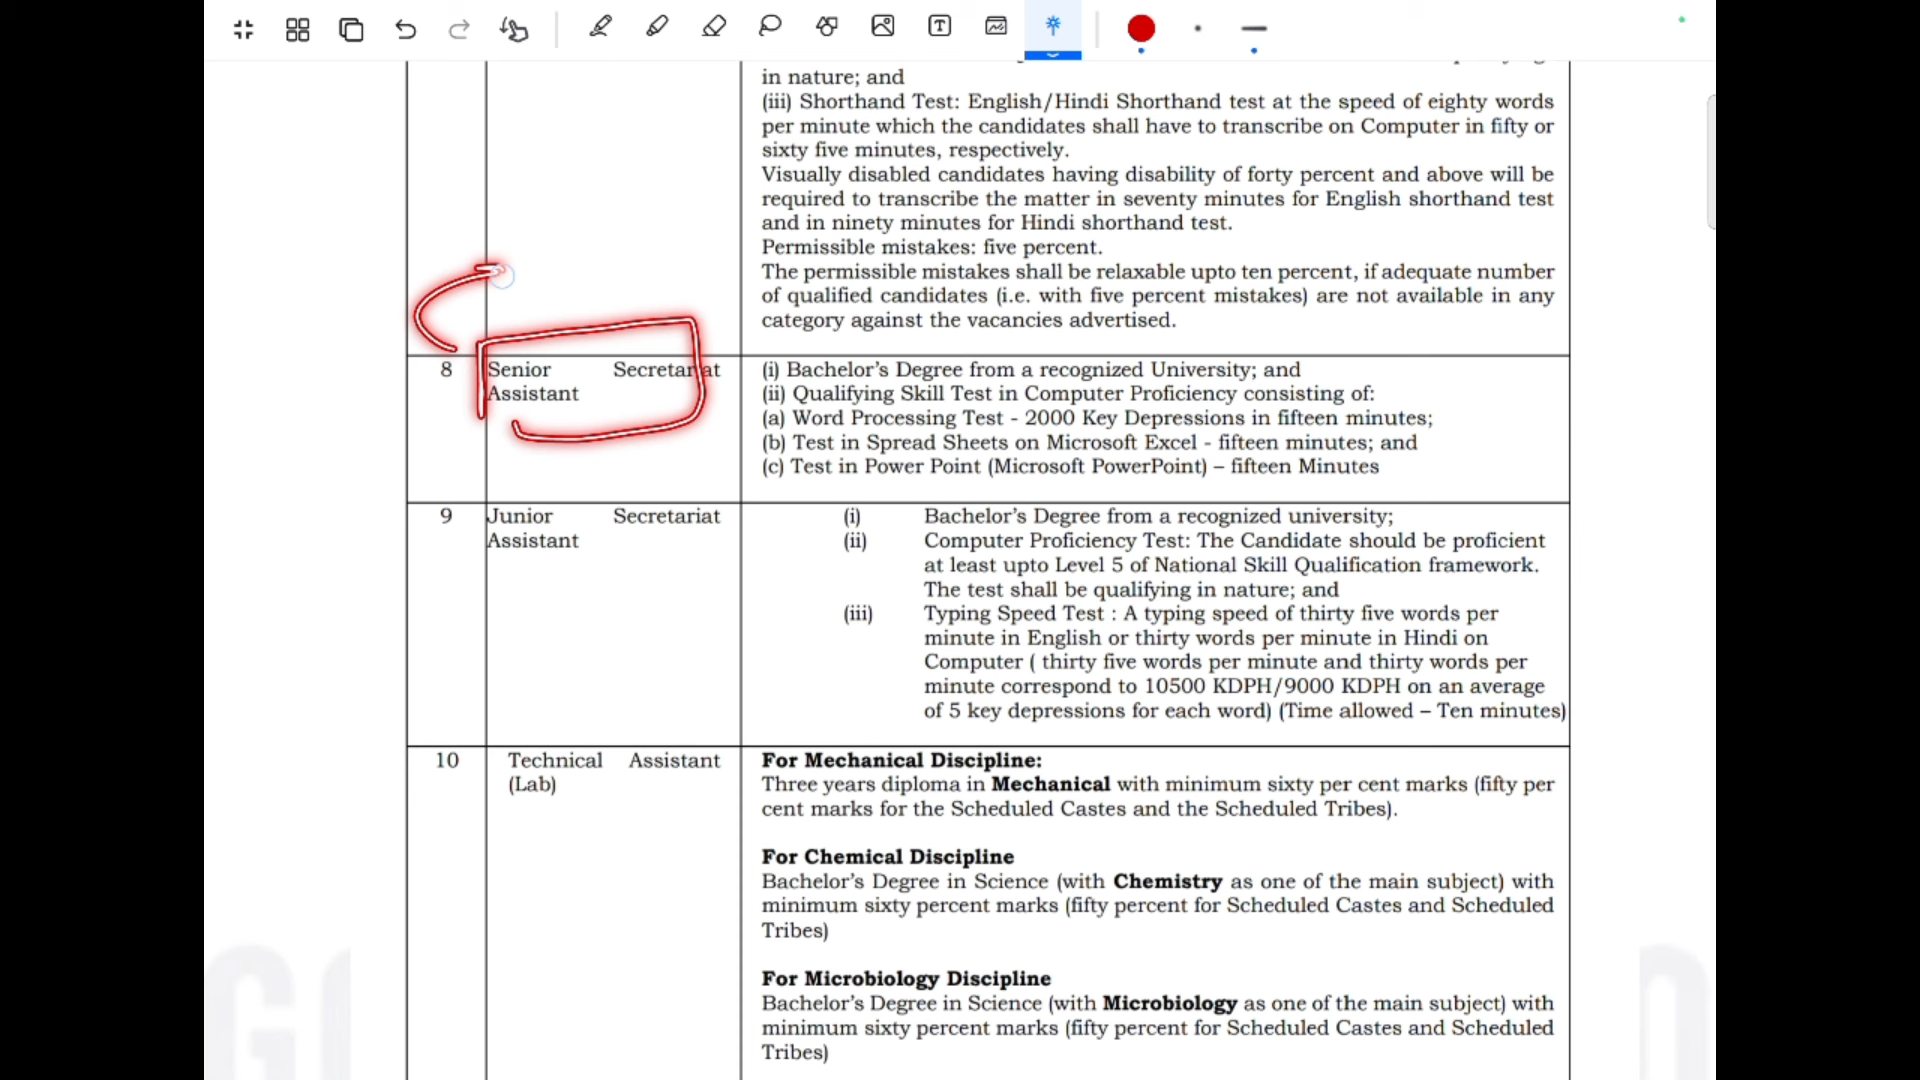 in nature; and
(iii) Shorthand Test: English/Hindi Shorthand test at the speed of eighty words
per minute which the candidates shall have to transcribe on Computer in fifty or
sixty five minutes, respectively.
Visually disabled candidates having disability of forty percent and above will be
required to transcribe the matter in seventy minutes for English shorthand test
and in ninety minutes for Hindi shorthand test.
Permissible mistakes: five percent.
The permissible mistakes shall be relaxable upto ten percent, if adequate number
of qualified candidates (i.e. with five percent mistakes) are not available in any
category against the vacancies advertised.
8 Senior Secretariat
Assistant
(i) Bachelor’s Degree from a recognized University; and
(ii) Qualifying Skill Test in Computer Proficiency consisting of:
(a) Word Processing Test - 2000 Key Depressions in fifteen minutes;
(b) Test in Spread Sheets on Microsoft Excel - fifteen minutes; and
(c) Test in Power Point (Microsoft PowerPoint) – fifteen Minutes
9 Junior Secretariat
Assistant
(i) Bachelor’s Degree from a recognized university;
(ii) Computer Proficiency Test: The Candidate should be proficient
at least upto Level 5 of National Skill Qualification framework.
The test shall be qualifying in nature; and
(iii) Typing Speed Test : A typing speed of thirty five words per
minute in English or thirty words per minute in Hindi on
Computer ( thirty five words per minute and thirty words per
minute correspond to 10500 KDPH/9000 KDPH on an average
of 5 key depressions for each word) (Time allowed – Ten minutes)
10 Technical Assistant
(Lab)
For Mechanical Discipline:
Three years diploma in Mechanical with minimum sixty per cent marks (fifty per
cent marks for the Scheduled Castes and the Scheduled Tribes).
For Chemical Discipline
Bachelor’s Degree in Science (with Chemistry as one of the main subject) with
minimum sixty percent marks (fifty percent for Scheduled Castes and Scheduled
Tribes)
For Microbiology Discipline
Bachelor’s Degree in Science (with Microbiology as one of the main subject) with
minimum sixty percent marks (fifty percent for Scheduled Castes and Scheduled
Tribes)